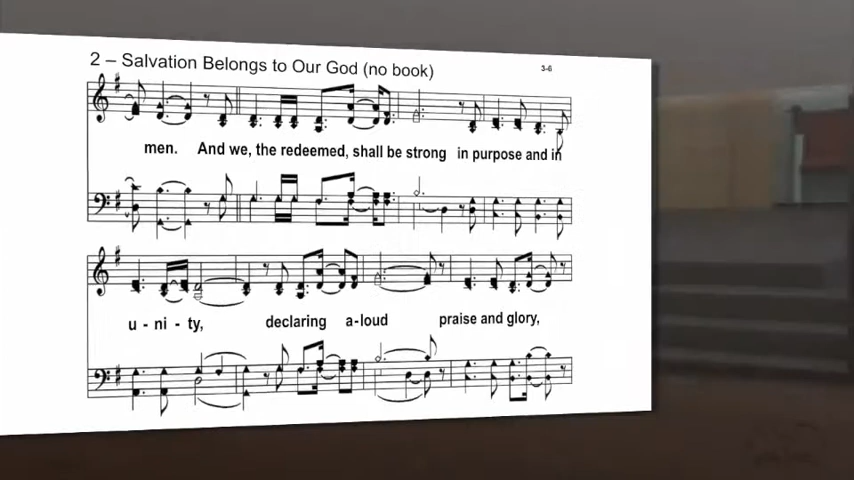 2 – Salvation Belongs to Our God (no book)
3-6
men. And we, the redeemed, shall be strong in purpose and in
u - ni - ty, declaring a-loud praise and glory,